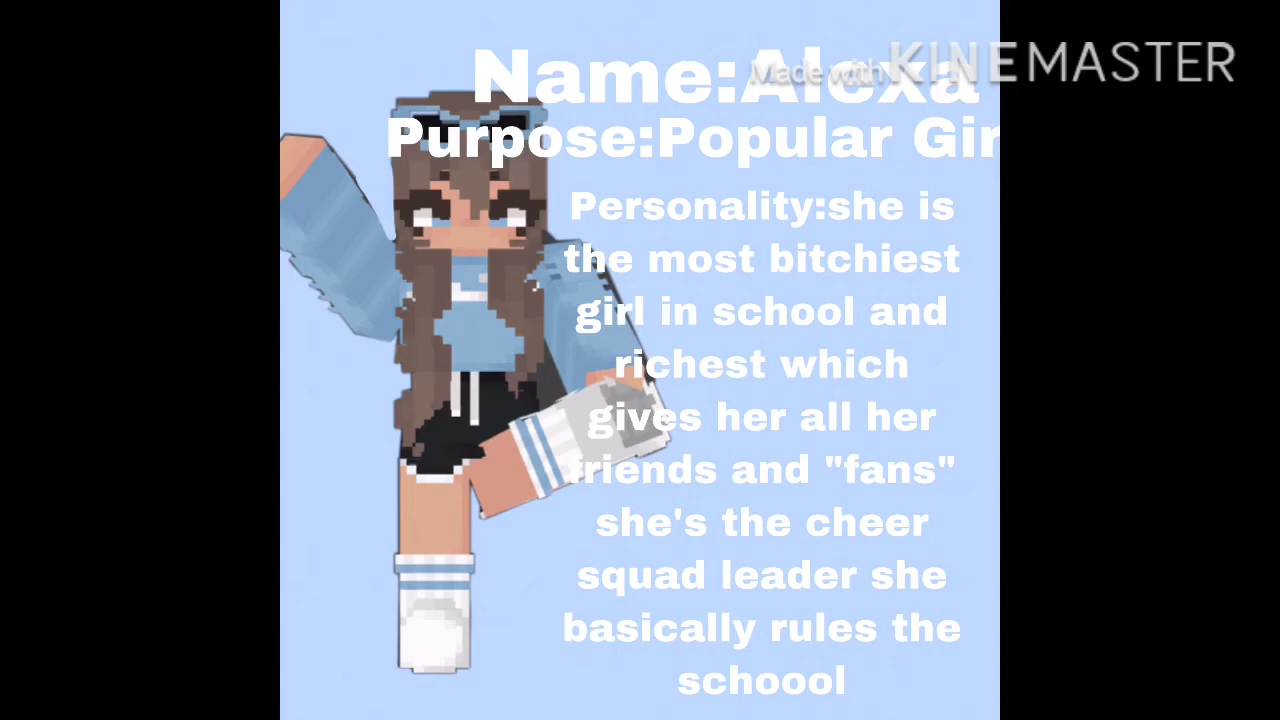 Made with KINEMASTER
Name:Alexa
Purpose:Popular Gir
Personality:she is
the most bitchiest
girl in school and
richest which
gives her all her
friends and "fans"
she's the cheer
squad leader she
basically rules the
schoool